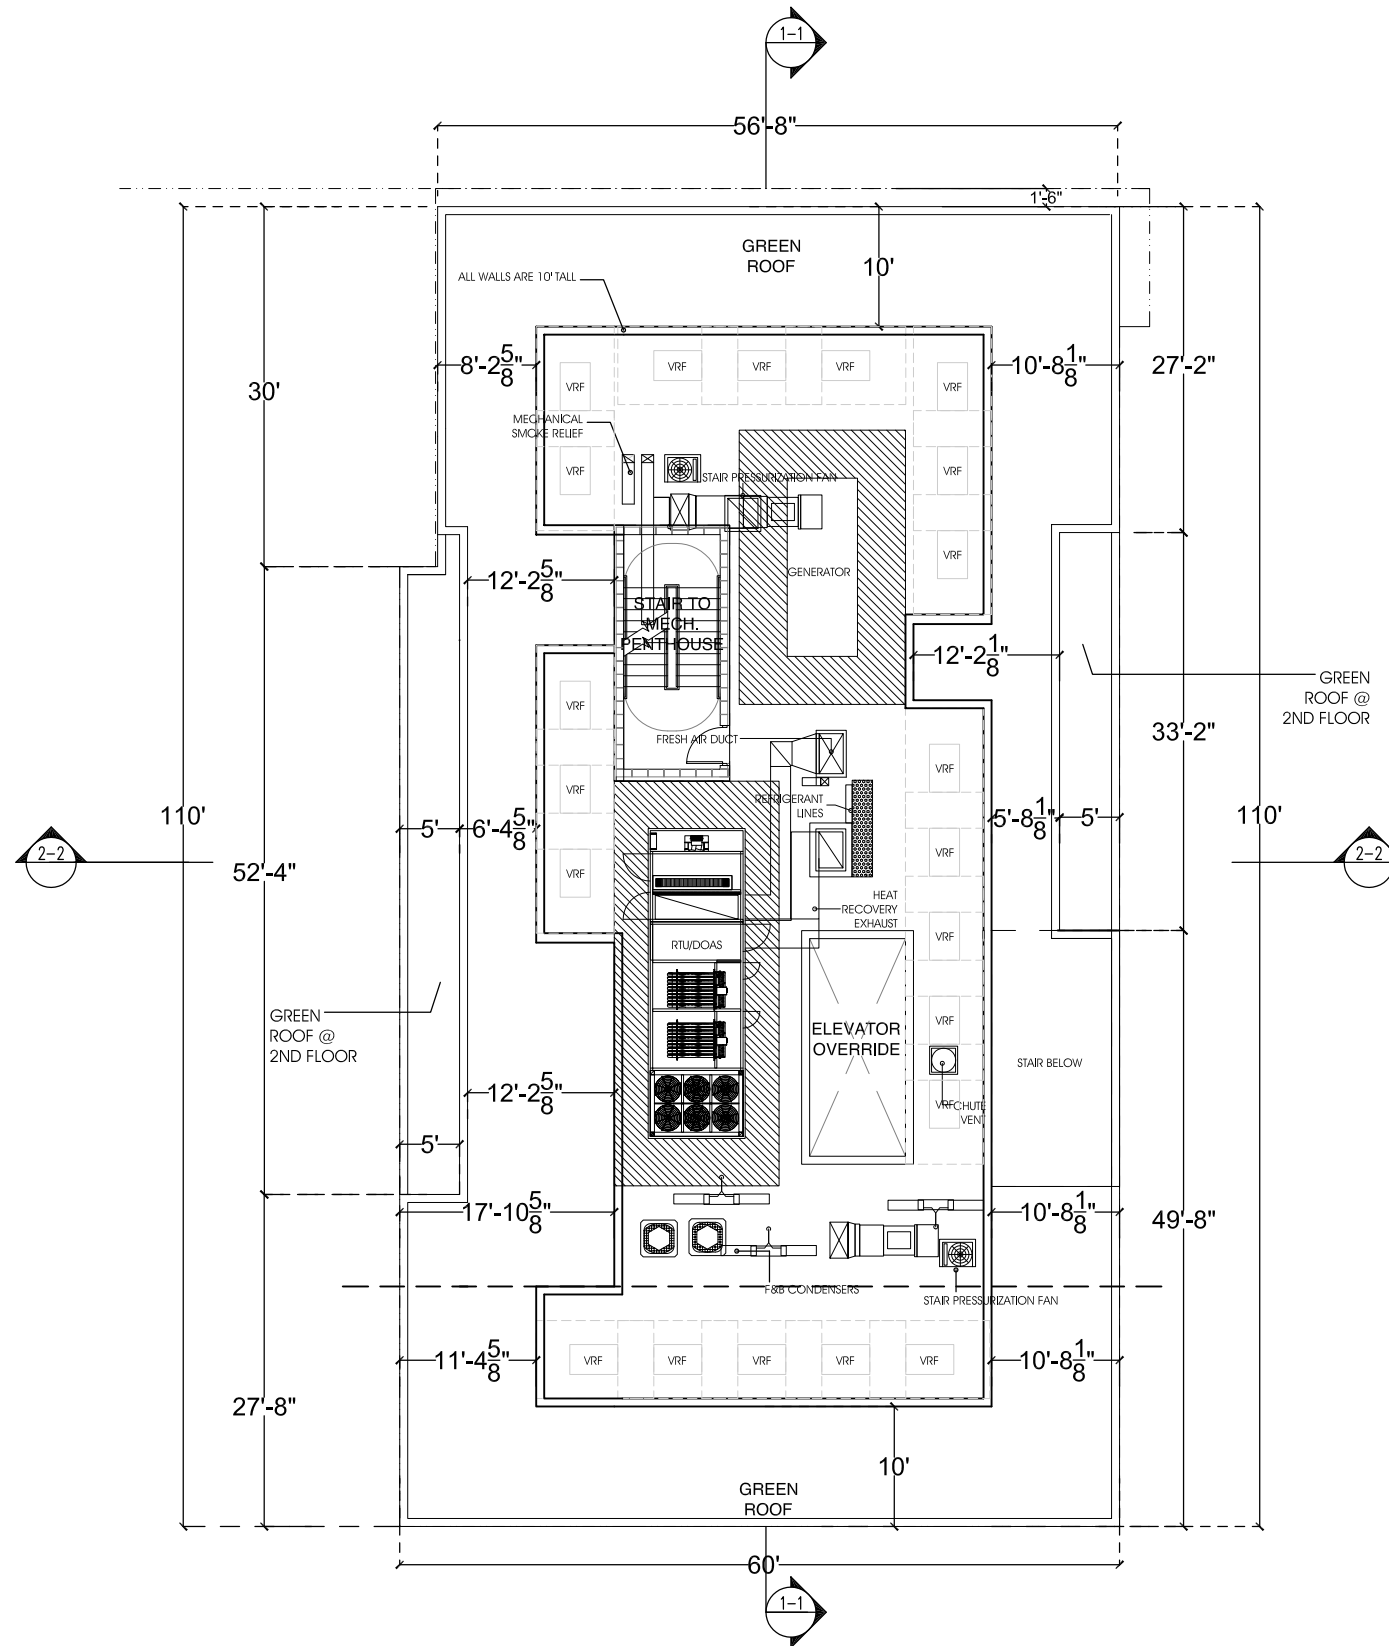 1-1
56'-8"
1'-6"
GREEN
ROOF
10'
ALL WALLS ARE 10' TALL
8'-2 5/8"
VRF
VRF
VRF
10'-8 1/8"
27'-2"
30'
VRF
VRF
MECHANICAL
SMOKE RELIEF
VRF
VRF
STAIR PRESSURIZATION FAN
VRF
GENERATOR
12'-2 5/8"
STAIR TO
MECH.
PENTHOUSE
12'-2 1/8"
GREEN
ROOF @
2ND FLOOR
VRF
33'-2"
FRESH AIR DUCT
VRF
VRF
REFRIGERANT
LINES
110'
5'
6'-4 5/8"
5'-8 1/8"
5'
110'
2-2
2-2
52'-4"
VRF
VRF
HEAT
RECOVERY
EXHAUST
RTU/DOAS
VRF
GREEN
ROOF @
2ND FLOOR
ELEVATOR
OVERRIDE
VRF
STAIR BELOW
12'-2 5/8"
VRF
CHUTE
VENT
5'
17'-10 5/8"
10'-8 1/8"
49'-8"
F&B CONDENSERS
STAIR PRESSURIZATION FAN
11'-4 5/8"
VRF
VRF
VRF
VRF
VRF
10'-8 1/8"
27'-8"
10'
GREEN
ROOF
60'
1-1